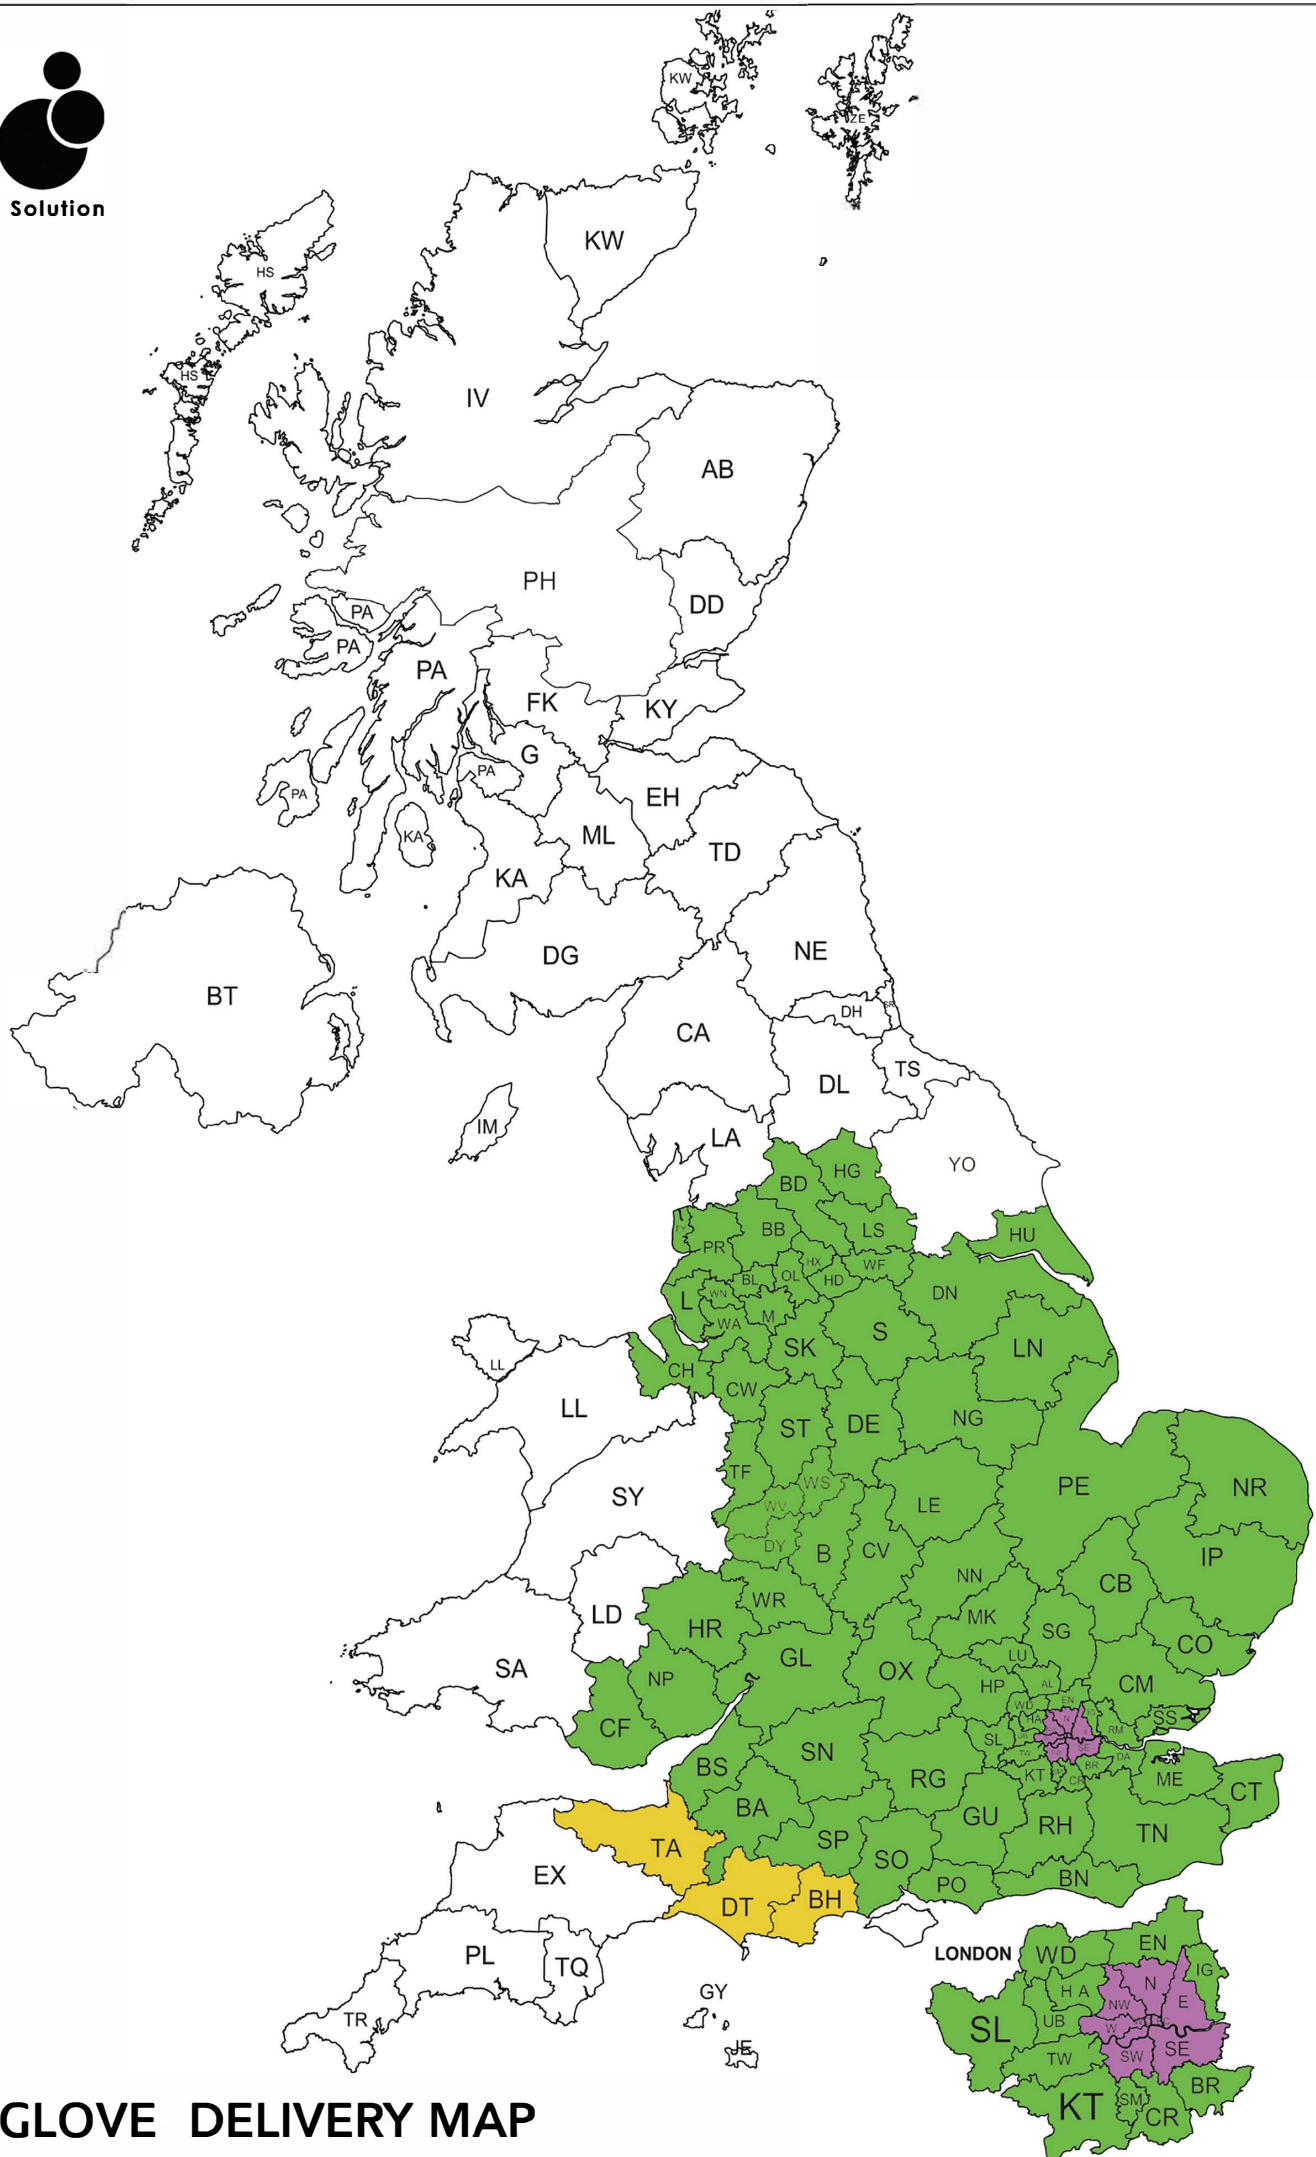 KW
ZE
Solution
KW
HS
HS
IV
AB
PH
DD
PA
PA
PA
FK
KY
G
PA
PA
EH
KA
ML
TD
KA
DG
NE
BT
DH
SR
CA
TS
DL
IM
LA
YO
HG
BD
BB
LS
HU
PR
HX
WF
BL
OL
HD
DN
WN
L
M
WA
S
SK
LN
LL
CH
CW
LL
ST
DE
NG
TF
WS
PE
NR
SY
WV
LE
DY
B
CV
IP
NN
CB
WR
LD
MK
HR
SG
CO
GL
LU
SA
OX
NP
HP
AL
CM
EN
WD
HA
N
SS
CF
RM
SL
SN
SE
TW
DA
BS
BR
RG
KT
CR
ME
CT
BA
GU
RH
TN
SP
TA
SO
EX
BN
PO
BH
DT
LONDON
WD
EN
PL
TQ
IG
N
H A
GY
NW
E
TR
UB
W
SL
JE
TW
SW
SE
BR
KT
SM
CR
GLOVE DELIVERY MAP